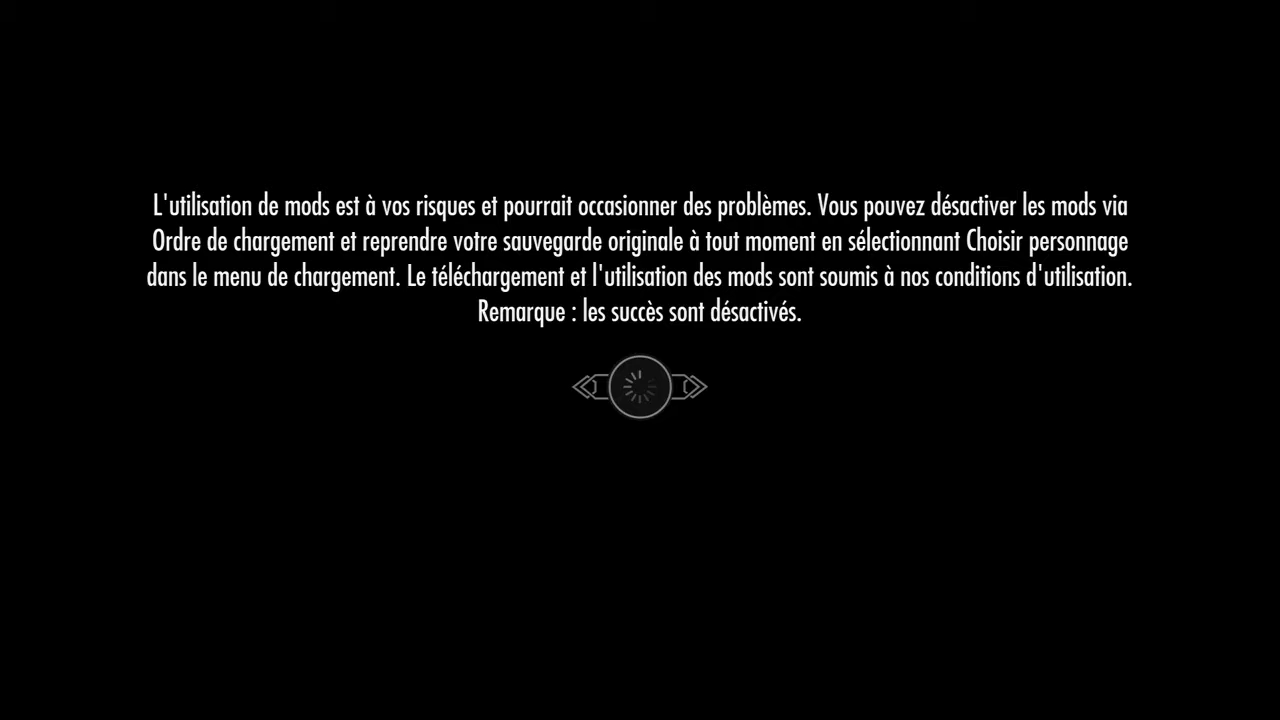 L'utilisation de mods est à vos risques et pourrait occasionner des problèmes. Vous pouvez désactiver les mods via
Ordre de chargement et reprendre votre sauvegarde originale à tout moment en sélectionnant Choisir personnage
dans le menu de chargement. Le téléchargement et l'utilisation des mods sont soumis à nos conditions d'utilisation.
Remarque : les succès sont désactivés.